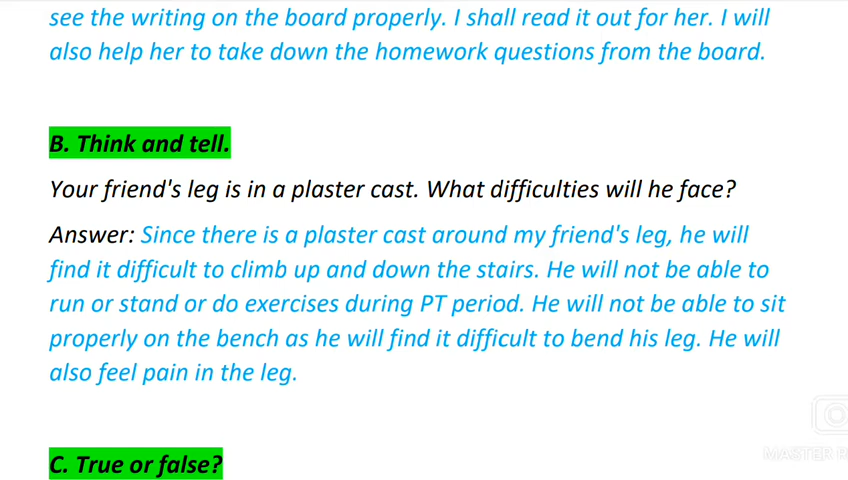 see the writing on the board properly. I shall read it out for her. I will
also help her to take down the homework questions from the board.
B. Think and tell.
Your friend's leg is in a plaster cast. What difficulties will he face?
Answer: Since there is a plaster cast around my friend's leg, he will
find it difficult to climb up and down the stairs. He will not be able to
run or stand or do exercises during PT period. He will not be able to sit
properly on the bench as he will find it difficult to bend his leg. He will
also feel pain in the leg.
C. True or false?
MASTER